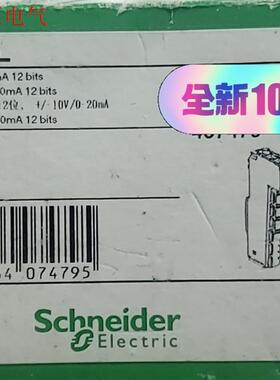 电气
mA 12 bits
0mA 12 bits
2位, +/-10V/0-20mA
0mA 12 bits
全新10
4 074795
Schneider
Electric